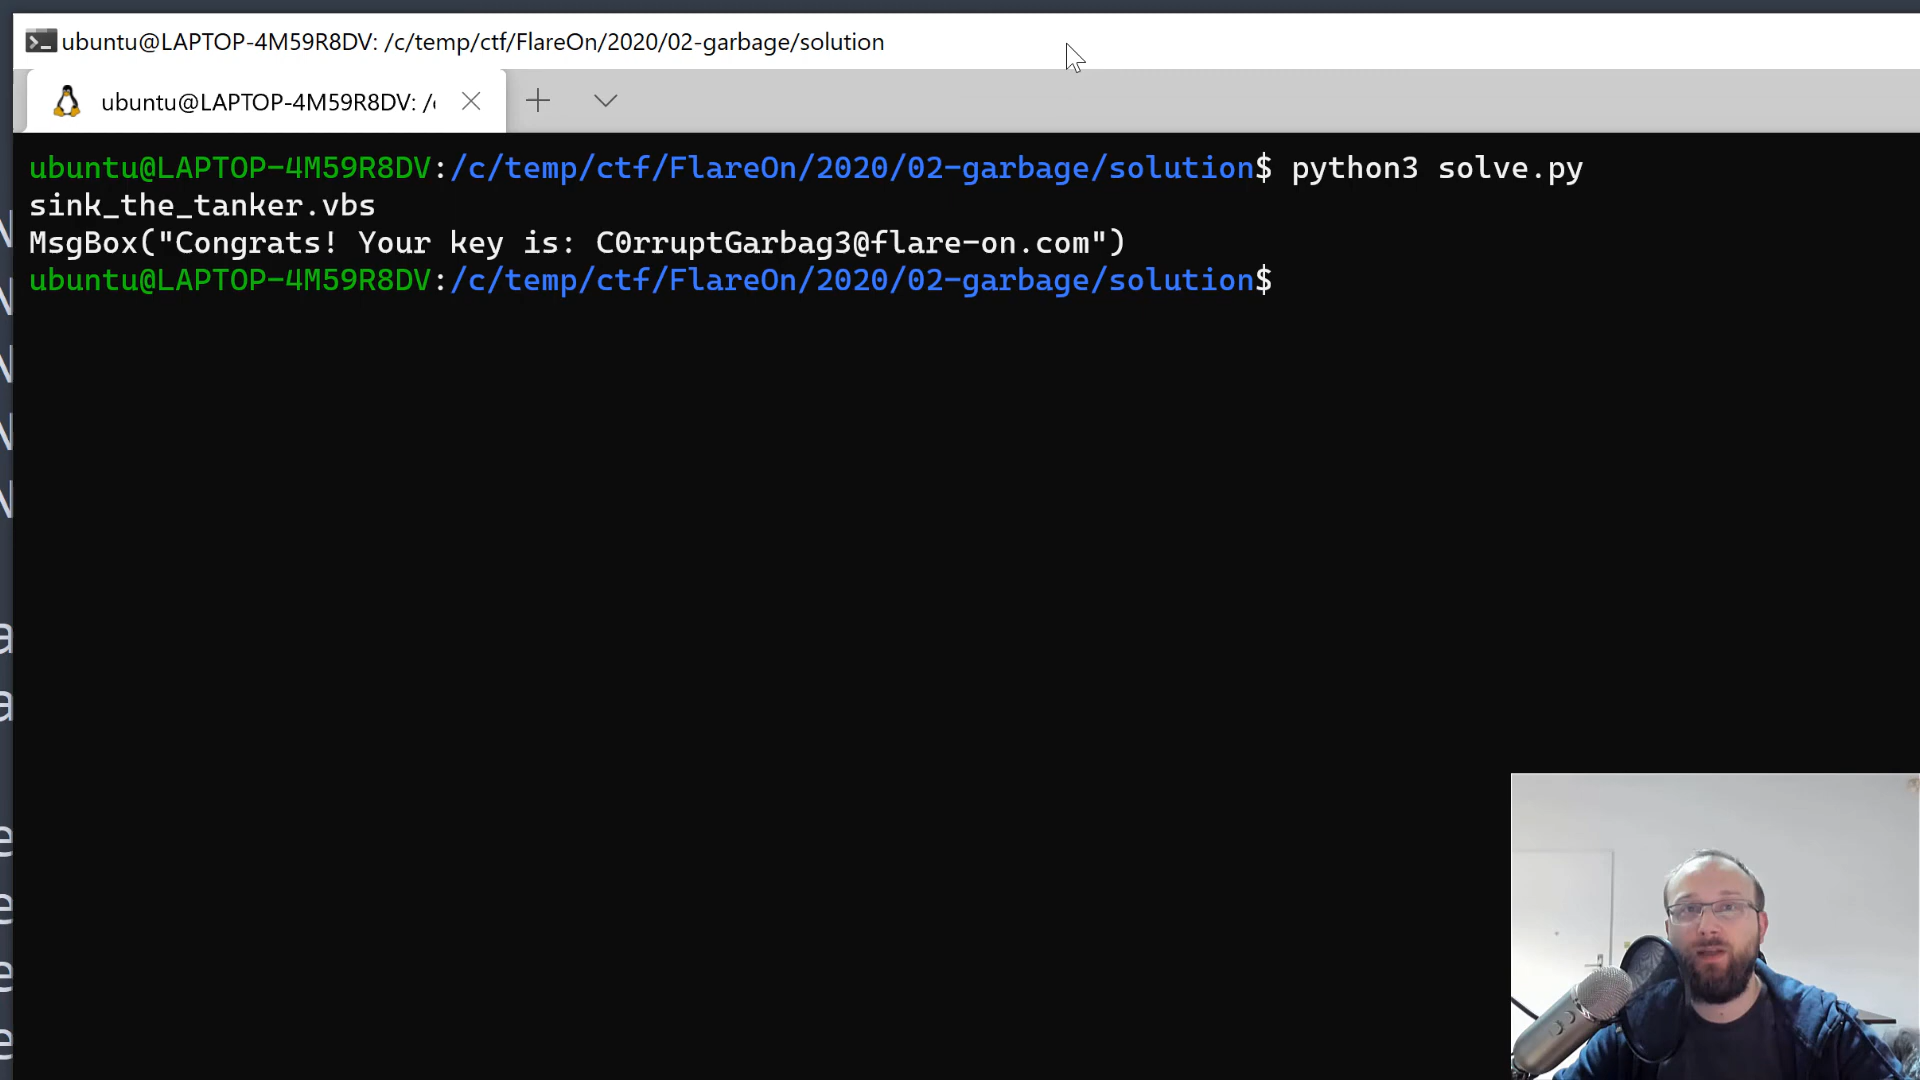 ubuntu@LAPTOP-4M59R8DV: /c/temp/ctf/FlareOn/2020/02-garbage/solution
ubuntu@LAPTOP-4M59R8DV: /
ubuntu@LAPTOP-4M59R8DV:/c/temp/ctf/FlareOn/2020/02-garbage/solution$ python3 solve.py
sink_the_tanker.vbs
MsgBox("Congrats! Your key is: C0rruptGarbag3@flare-on.com")
ubuntu@LAPTOP-4M59R8DV:/c/temp/ctf/FlareOn/2020/02-garbage/solution$